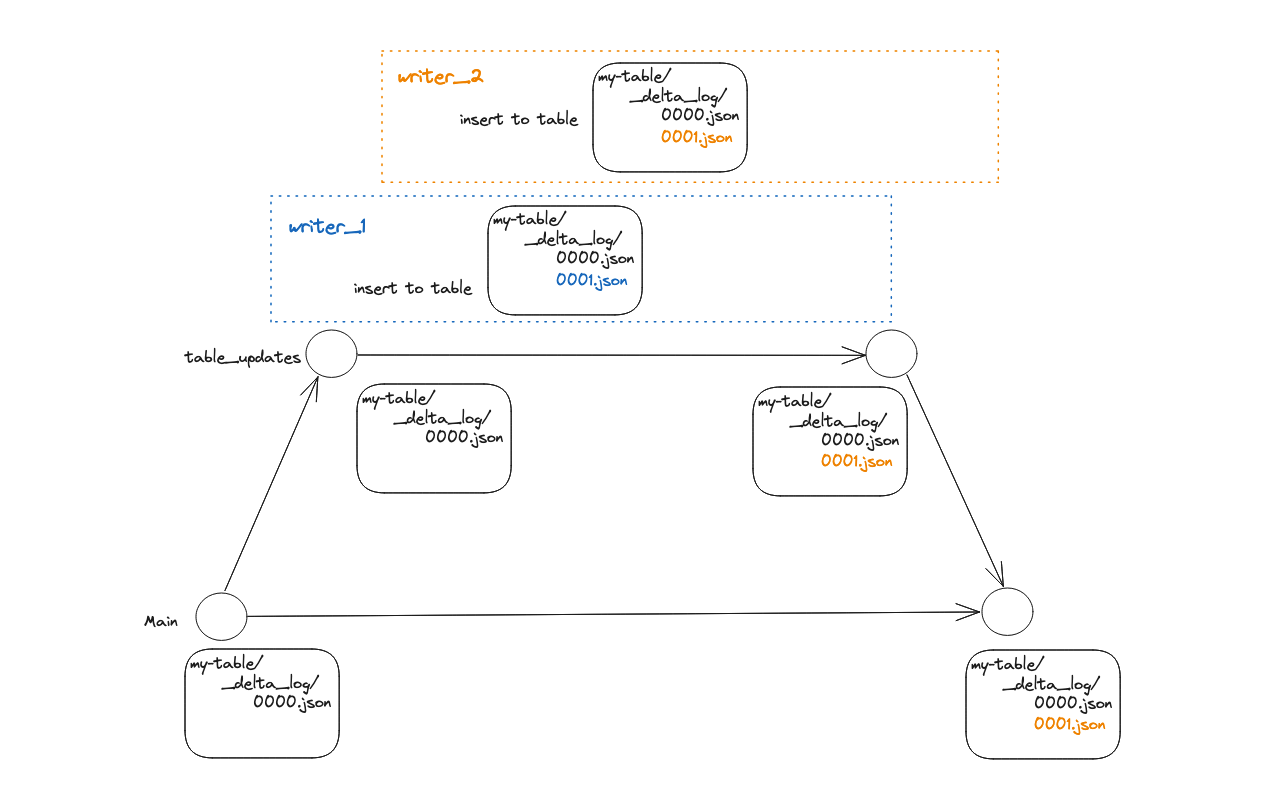 writer_2
insert to table
my-table/
_delta_log/
0000.json
0001.json
writer_1
insert to table
my-table/
_delta_log/
0000.json
0001.json
table_updates
my-table/
_delta_log/
0000.json
my-table/
_delta_log/
0000.json
0001.json
Main
my-table/
_delta_log/
0000.json
my-table/
_delta_log/
0000.json
0001.json